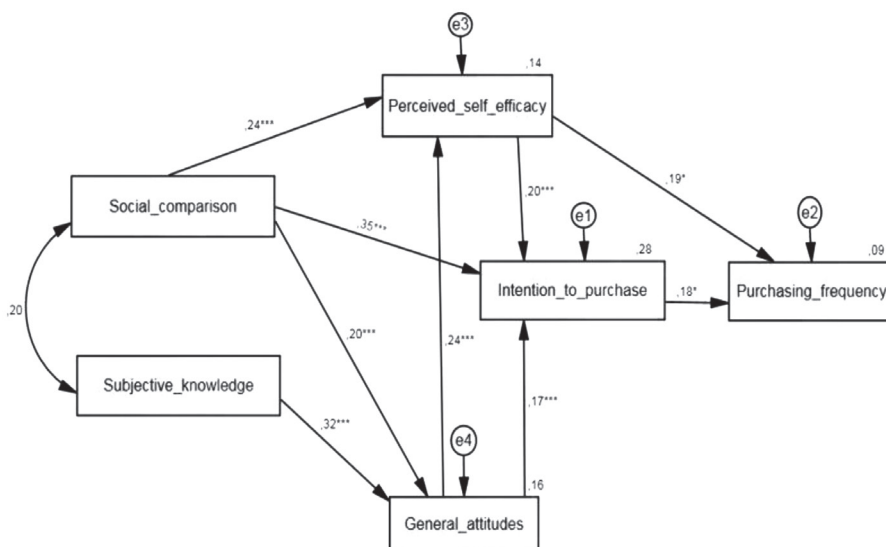 e3
,14
Perceived_self_efficacy
,24***
Social_comparison
,19*
,20***
e1
e2
,35***
,28
,09
Intention_to_purchase
,18*
Purchasing_frequency
,20
,20***
,24***
Subjective_knowledge
,17***
,32***
e4
,16
General_attitudes